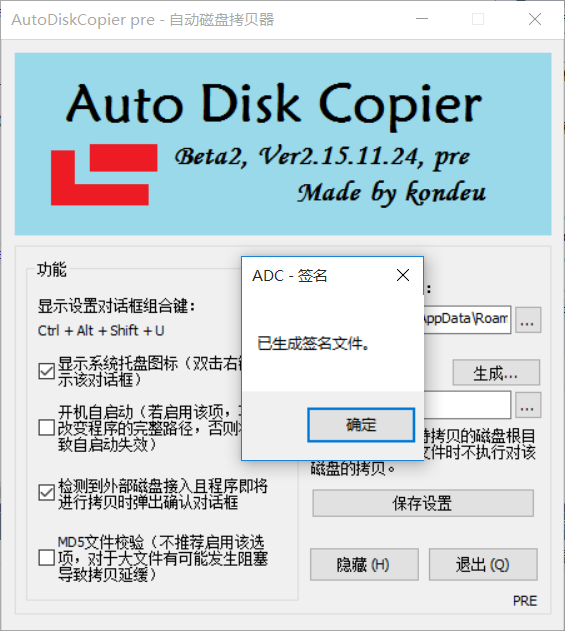 AutoDiskCopier pre - 自动磁盘拷贝器
Auto Disk Copier
Beta2, Ver2.15.11.24, pre
Made by kondeu
功能
显示设置对话框组合键：
Ctrl + Alt + Shift + U
显示系统托盘图标（双击右
示该对话框）
开机自启动（若启用该项，
改变程序的完整路径，否则
致自启动失效）
检测到外部磁盘接入且程序即将
进行拷贝时弹出确认对话框
MD5文件校验（不推荐启用该选
项，对于大文件有可能发生阻塞
导致拷贝延缓）
ADC - 签名
已生成签名文件。
确定
：
AppData\Roam
...
生成...
...
拷贝的磁盘根目
文件时不执行对该
磁盘的拷贝。
保存设置
隐藏(H)
退出(Q)
PRE